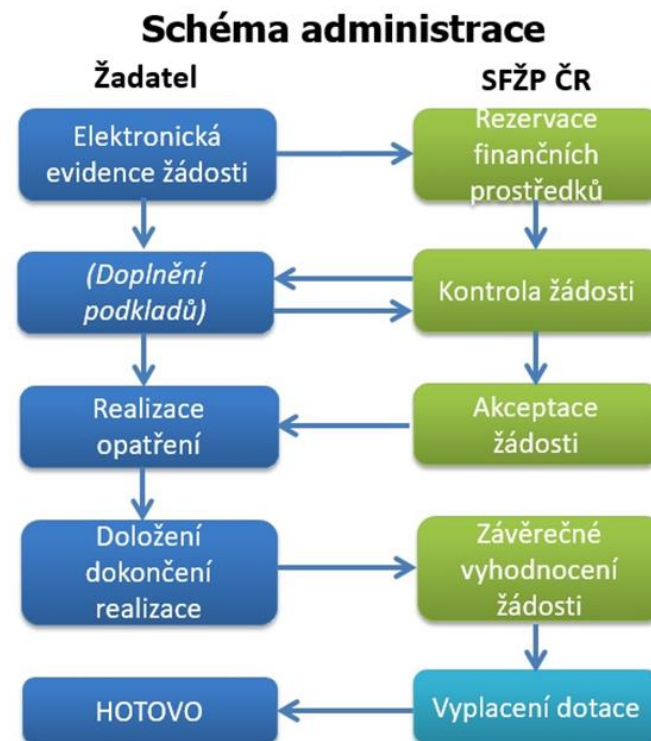 Schéma administrace
Žadatel
SFŽP ČR
Elektronická
evidence žádosti
Rezervace
finančních
prostředků
(Doplnění
podkladů)
Kontrola žádosti
Realizace
opatření
Akceptace
žádosti
Doložení
dokončení
realizace
Závěrečné
vyhodnocení
žádosti
HOTOVO
Vyplacení dotace